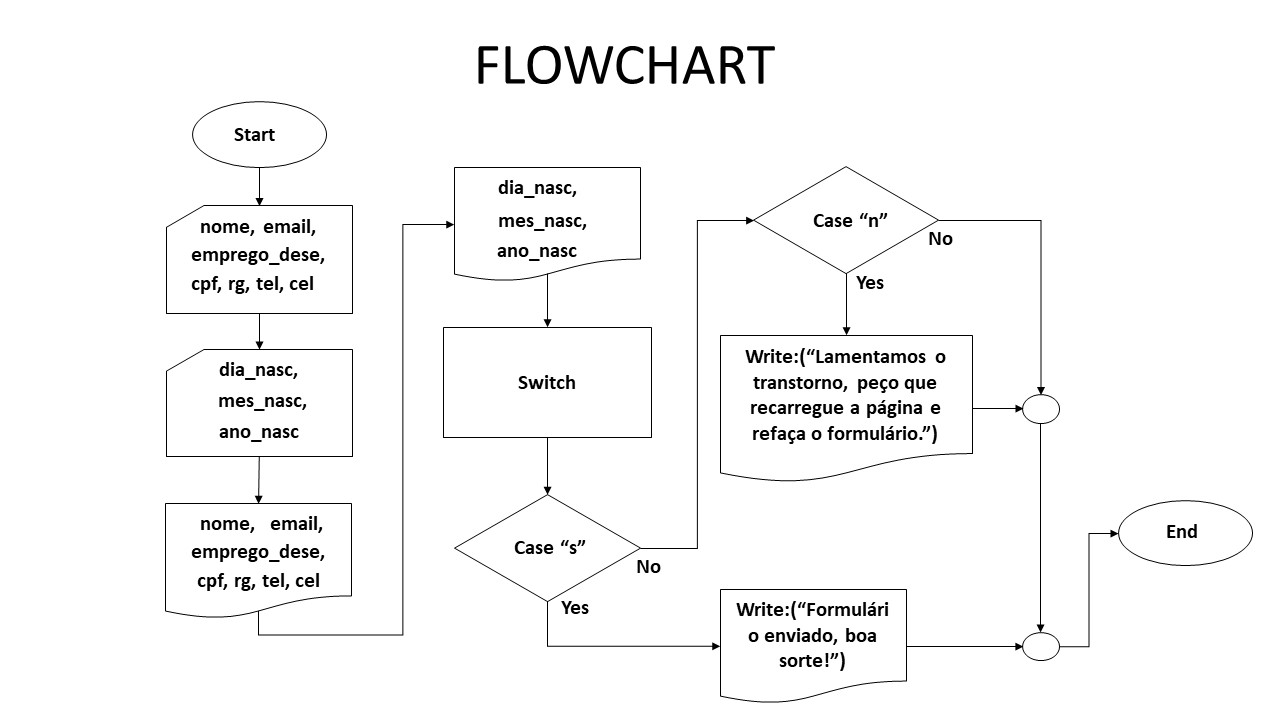 FLOWCHART
Start
nome, email,
emprego_dese,
cpf, rg, tel, cel
dia_nasc,
mes_nasc,
ano_nasc
nome, email,
emprego_dese,
cpf, rg, tel, cel
dia_nasc,
mes_nasc,
ano_nasc
Switch
Case “s”
No
Yes
Case “n”
No
Yes
Write:(“Lamentamos o
transtorno, peço que
recarregue a página e
refaça o formulário.”)
Write:(“Formulári
o enviado, boa
sorte!”)
End